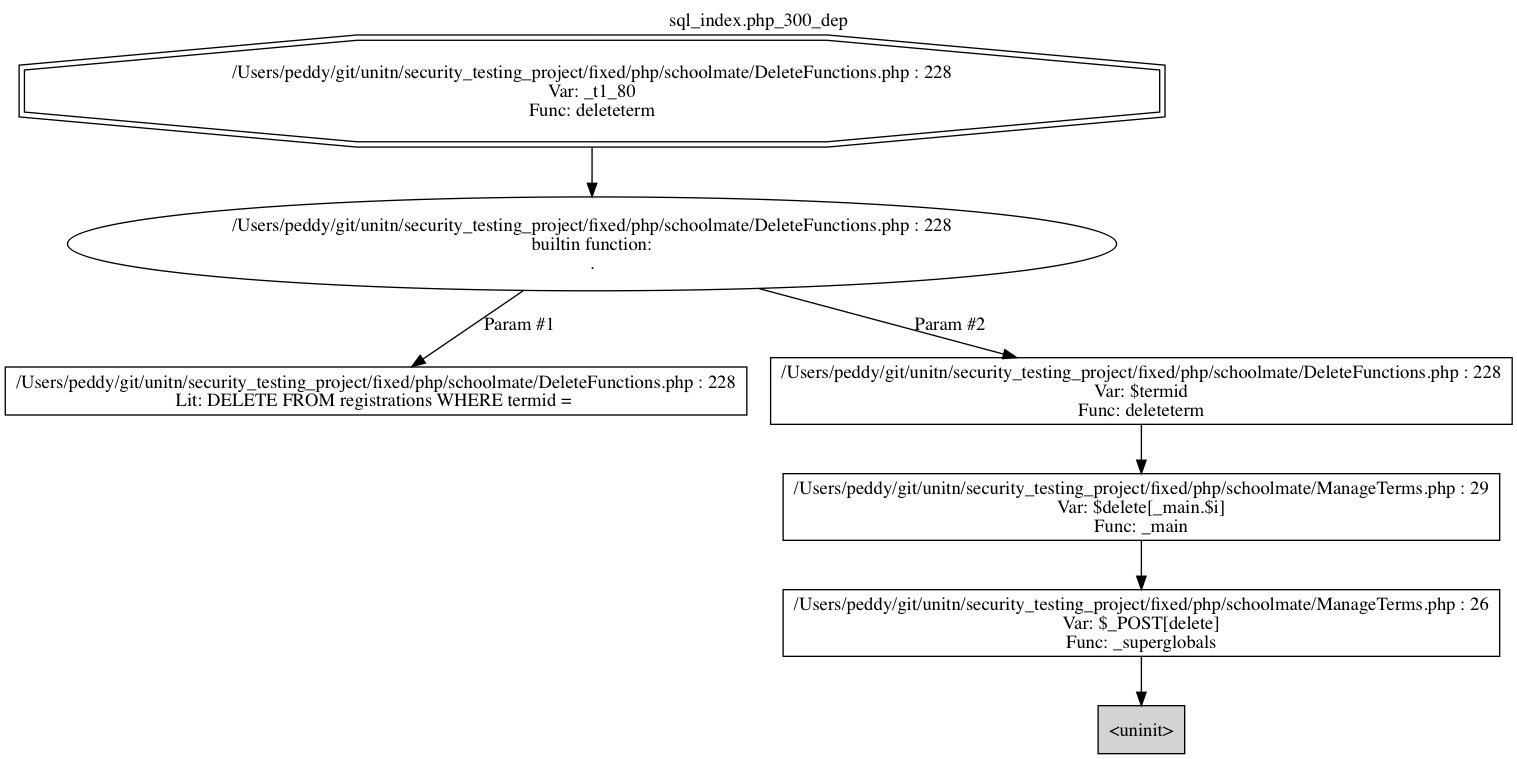 sql_index.php_300_dep
/Users/peddy/git/unitn/security_testing_project/fixed/php/schoolmate/DeleteFunctions.php : 228
Var: _t1_80
Func: deleteterm
/Users/peddy/git/unitn/security_testing_project/fixed/php/schoolmate/DeleteFunctions.php : 228
builtin function:
.
Param #1
Param #2
/Users/peddy/git/unitn/security_testing_project/fixed/php/schoolmate/DeleteFunctions.php : 228
Lit: DELETE FROM registrations WHERE termid =
/Users/peddy/git/unitn/security_testing_project/fixed/php/schoolmate/DeleteFunctions.php : 228
Var: $termid
Func: deleteterm
/Users/peddy/git/unitn/security_testing_project/fixed/php/schoolmate/ManageTerms.php : 29
Var: $delete[_main.$i]
Func: _main
/Users/peddy/git/unitn/security_testing_project/fixed/php/schoolmate/ManageTerms.php : 26
Var: $_POST[delete]
Func: _superglobals
<uninit>